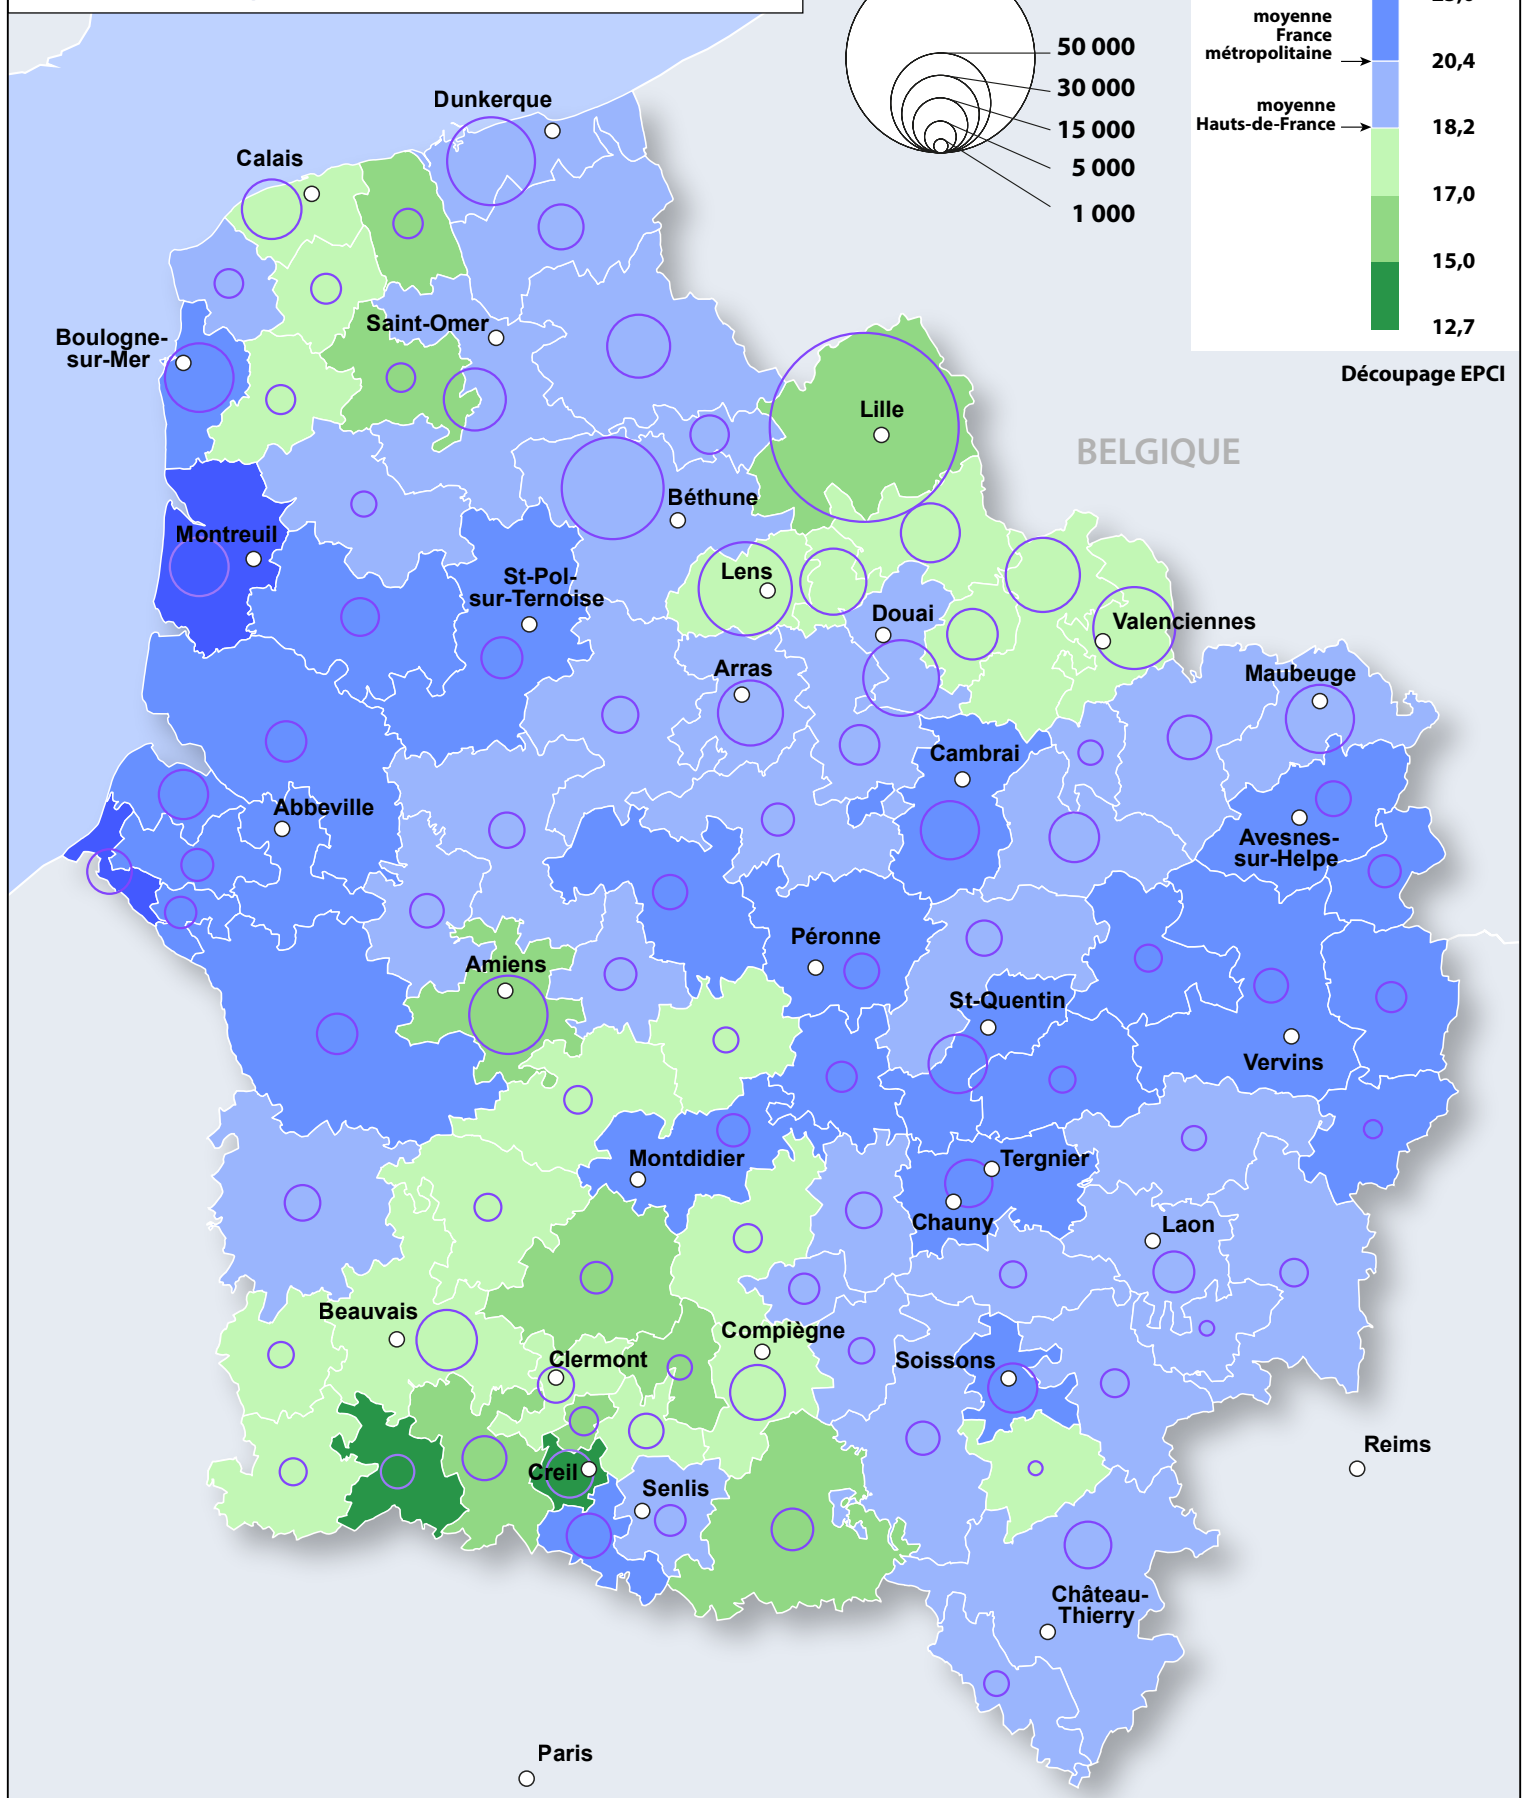 50 000
30 000
15 000
5 000
1 000
moyenne
France
métropolitaine
20,4
moyenne
Hauts-de-France
18,2
17,0
15,0
12,7
Découpage EPCI
BELGIQUE
Dunkerque
Calais
Saint-Omer
Boulogne-
sur-Mer
Lille
Béthune
Montreuil
St-Pol-
sur-Ternoise
Lens
Douai
Valenciennes
Arras
Maubeuge
Cambrai
Abbeville
Avesnes-
sur-Helpe
Péronne
Amiens
St-Quentin
Vervins
Montdidier
Tergnier
Chauny
Laon
Beauvais
Compiègne
Clermont
Soissons
Reims
Creil
Senlis
Château-
Thierry
Paris